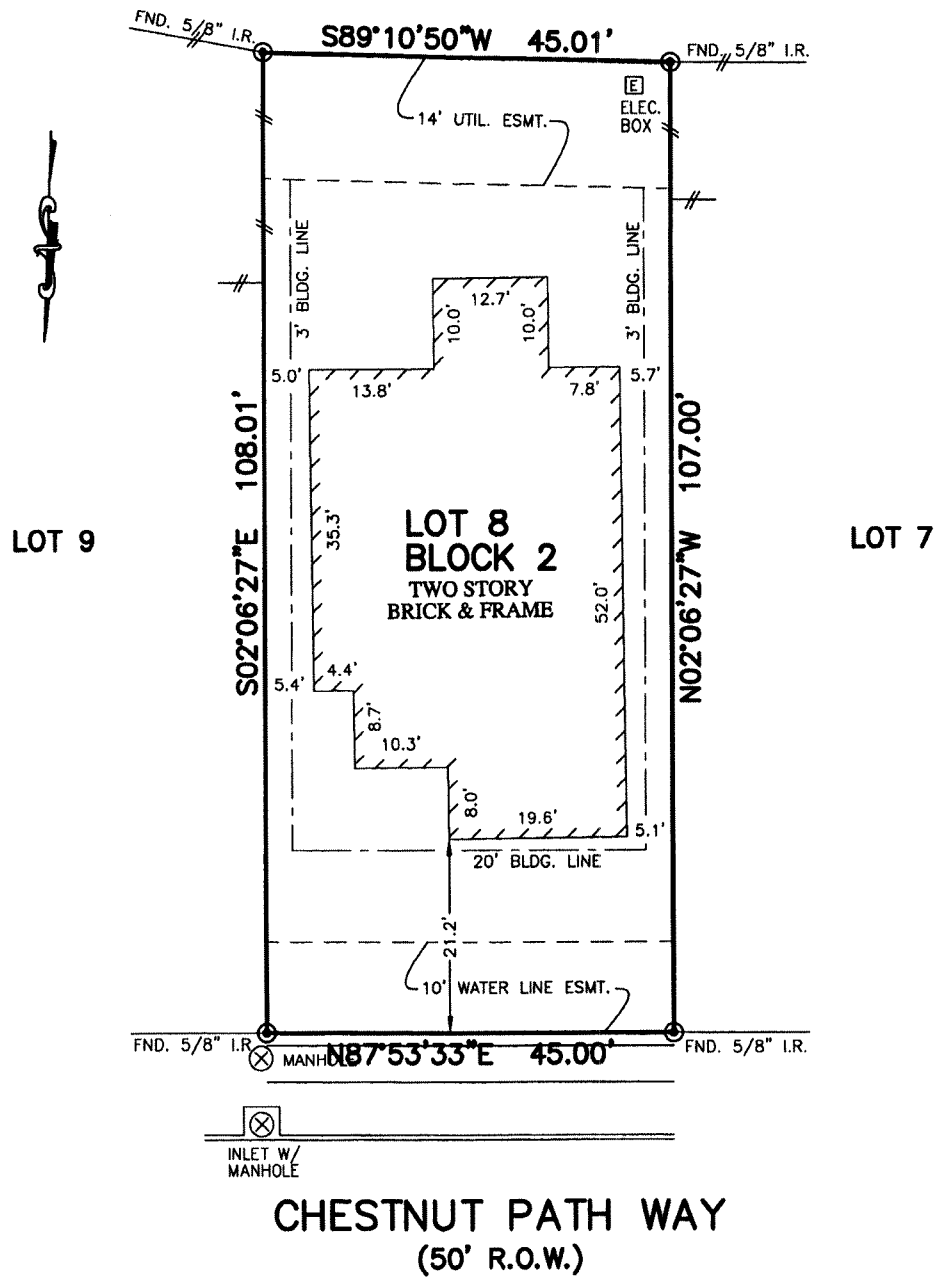 FND. 5/8" I.R.
S89°10'50"W 45.01'
FND. 5/8" I.R.
E
ELEC.
BOX
14' UTIL. ESMT.
3' BLDG. LINE
3' BLDG. LINE
12.7'
10.0'
10.0'
5.0'
13.8'
7.8'
5.7'
S02°06'27"E 108.01'
N02°06'27"W 107.00'
LOT 9
LOT 7
35.3'
LOT 8
BLOCK 2
TWO STORY
BRICK & FRAME
52.0'
5.4'
4.4'
8.7'
10.3'
8.0'
19.6'
5.1'
20' BLDG. LINE
21.2'
10' WATER LINE ESMT.
FND. 5/8" I.R.
FND. 5/8" I.R.
MANHOLE
N87°53'33"E 45.00'
INLET W/
MANHOLE
CHESTNUT PATH WAY
(50' R.O.W.)